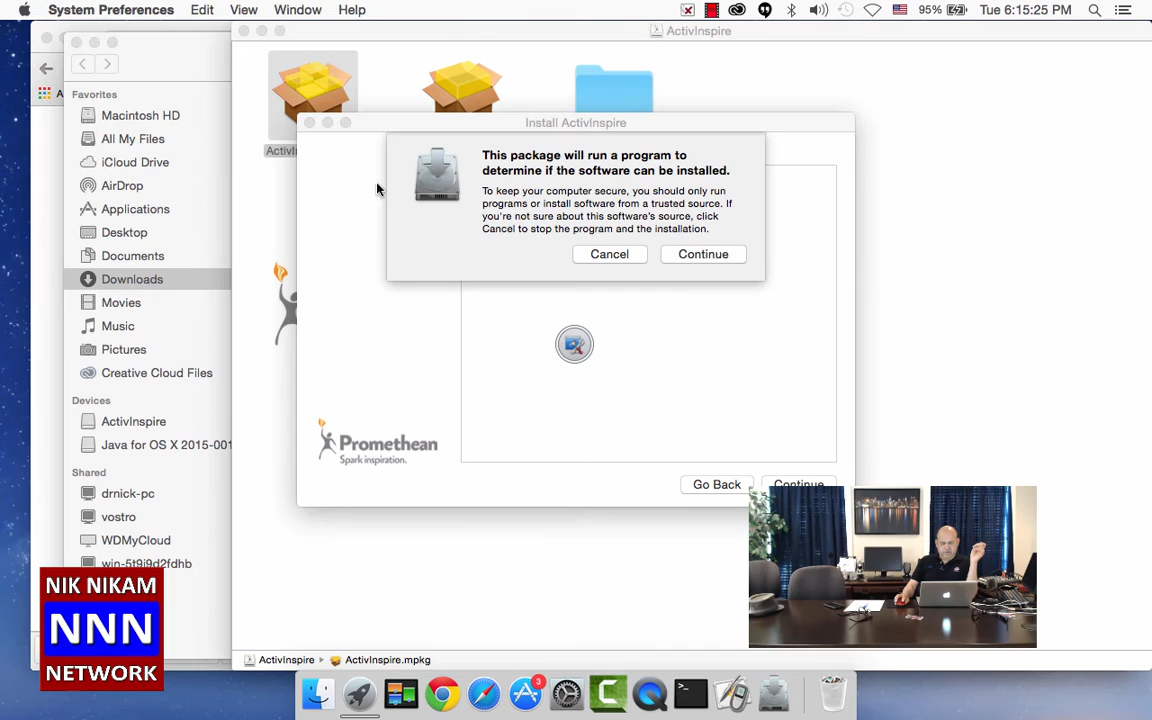 System Preferences Edit View Window Help
3
95% Tue 6:15:25 PM
ActivInspire
A
Favorites
Macintosh HD
All My Files
iCloud Drive
AirDrop
Applications
Desktop
Documents
Downloads
Movies
Music
Pictures
Creative Cloud Files
Devices
ActivInspire
Java for OS X 2015-001
Shared
drnick-pc
vostro
WDMyCloud
win-5t9i9d2fdhb
ActivI
Install ActivInspire
This package will run a program to
determine if the software can be installed.
To keep your computer secure, you should only run
programs or install software from a trusted source. If
you're not sure about this software's source, click
Cancel to stop the program and the installation.
Cancel Continue
Promethean
Spark inspiration.
Go Back Continue
NIK NIKAM
NNN
NETWORK
ActivInspire ActivInspire.mpkg